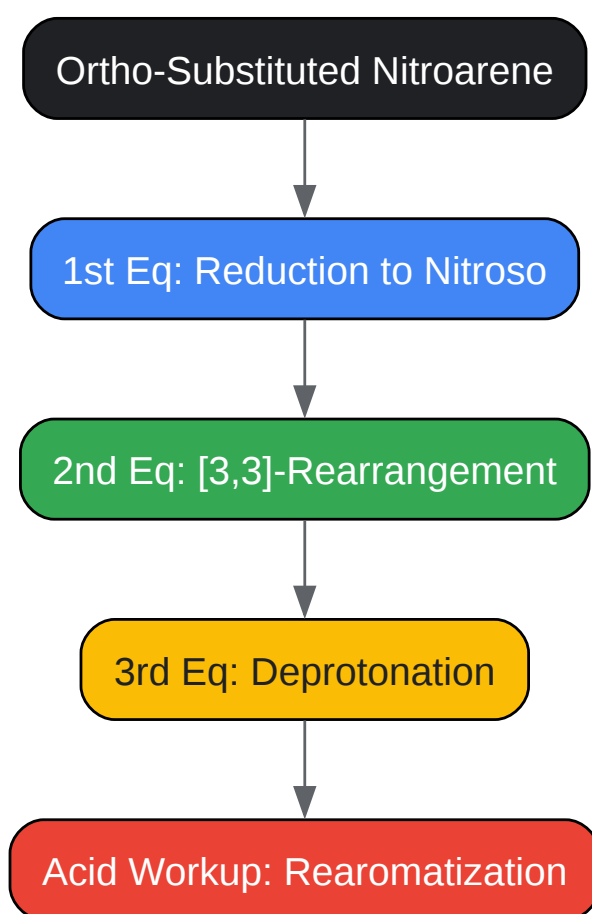 Ortho-Substituted Nitroarene
1st Eq: Reduction to Nitroso
2nd Eq: [3,3]-Rearrangement
3rd Eq: Deprotonation
Acid Workup: Rearomatization